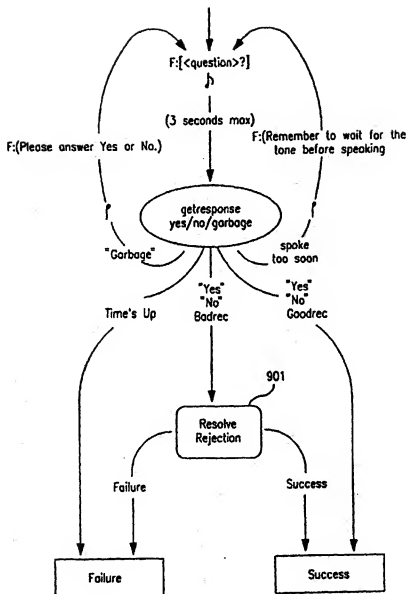 F:[<question>?]
(3 seconds max)
F:(Please answer Yes or No.)
F:(Remember to wait for the
tone before speaking
getresponse
yes/no/garbage
"Garbage"
spoke
too soon
Time's Up
"Yes"
"No"
Badrec
"Yes"
"No"
Goodrec
901
Resolve
Rejection
Failure
Success
Failure
Success